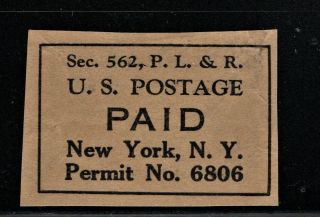 Sec. 562, P. L. & R.
U. S. POSTAGE
PAID
New York, N. Y.
Permit No. 6806